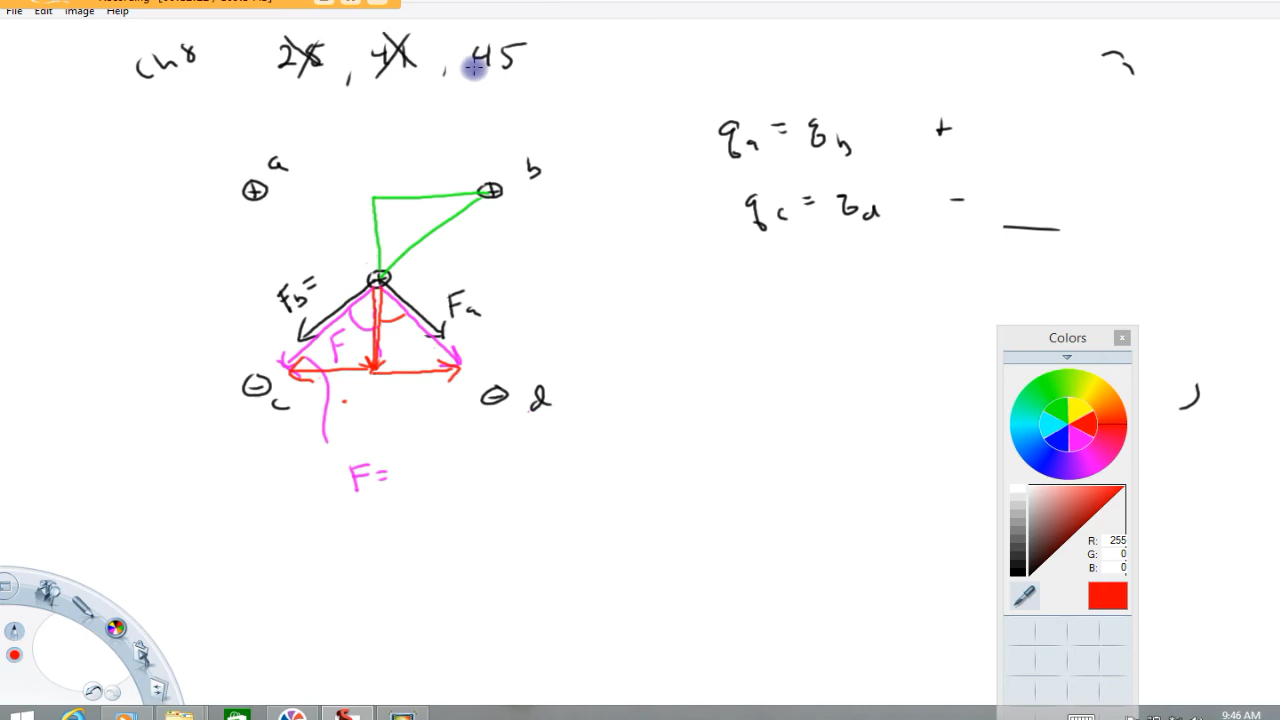 File Edit Image Help
ch8 28, 41, 45
a
b
qa = qb +
qc = qd -
Fb =
Fa
F
c
d
F =
Colors
R: 255
G: 0
B: 0
9:46 AM